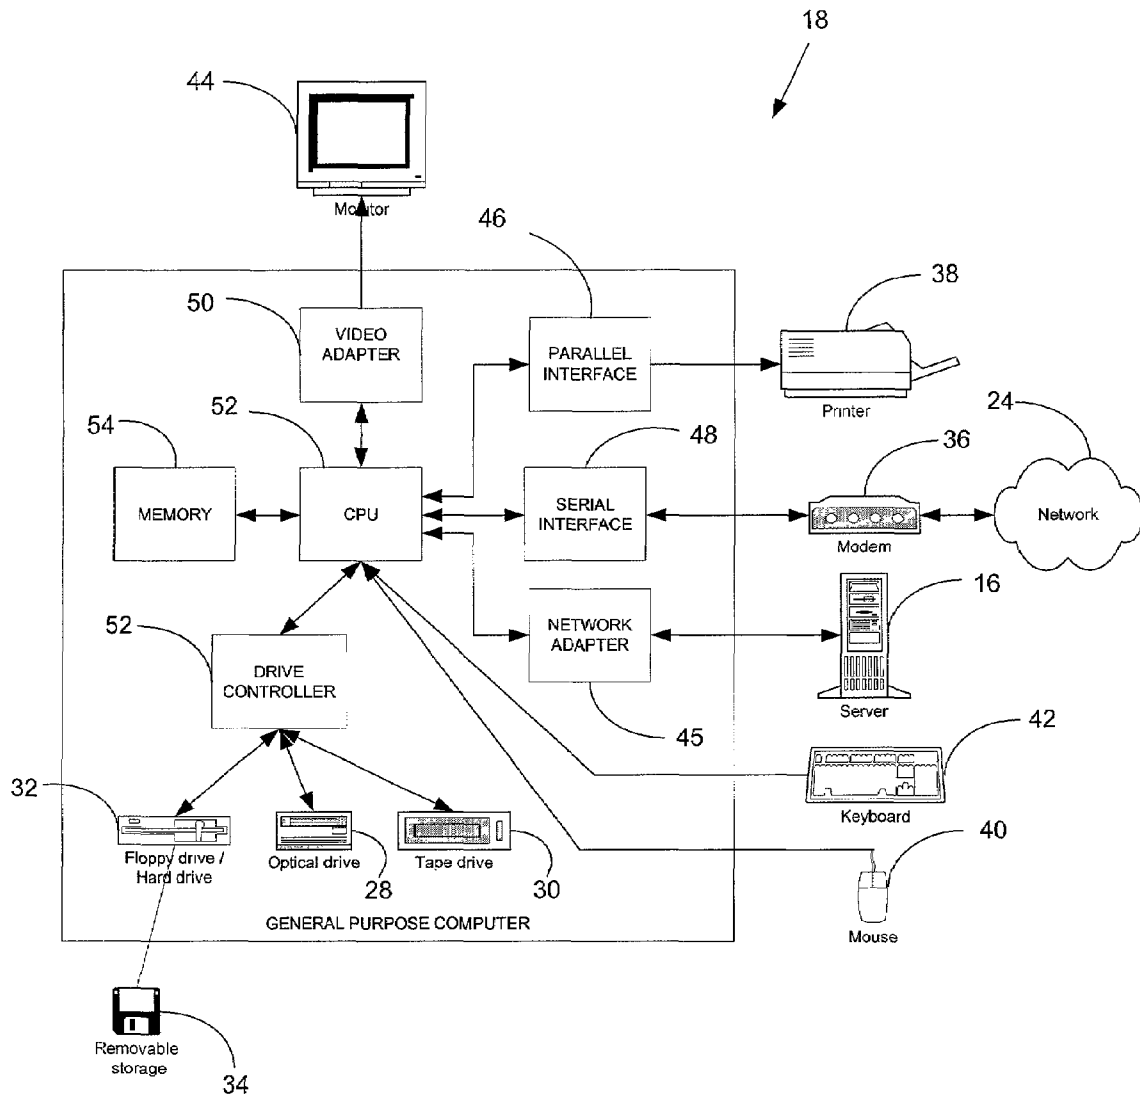 18
44
Monitor
46
38
50
VIDEO
ADAPTER
PARALLEL
INTERFACE
Printer
52
54
48
36
24
MEMORY
CPU
SERIAL
INTERFACE
Modem
Network
16
52
NETWORK
ADAPTER
DRIVE
CONTROLLER
Server
45
42
32
Keyboard
40
Floppy drive /
Hard drive
Optical drive
Tape drive
28
30
GENERAL PURPOSE COMPUTER
Mouse
Removable
storage
34